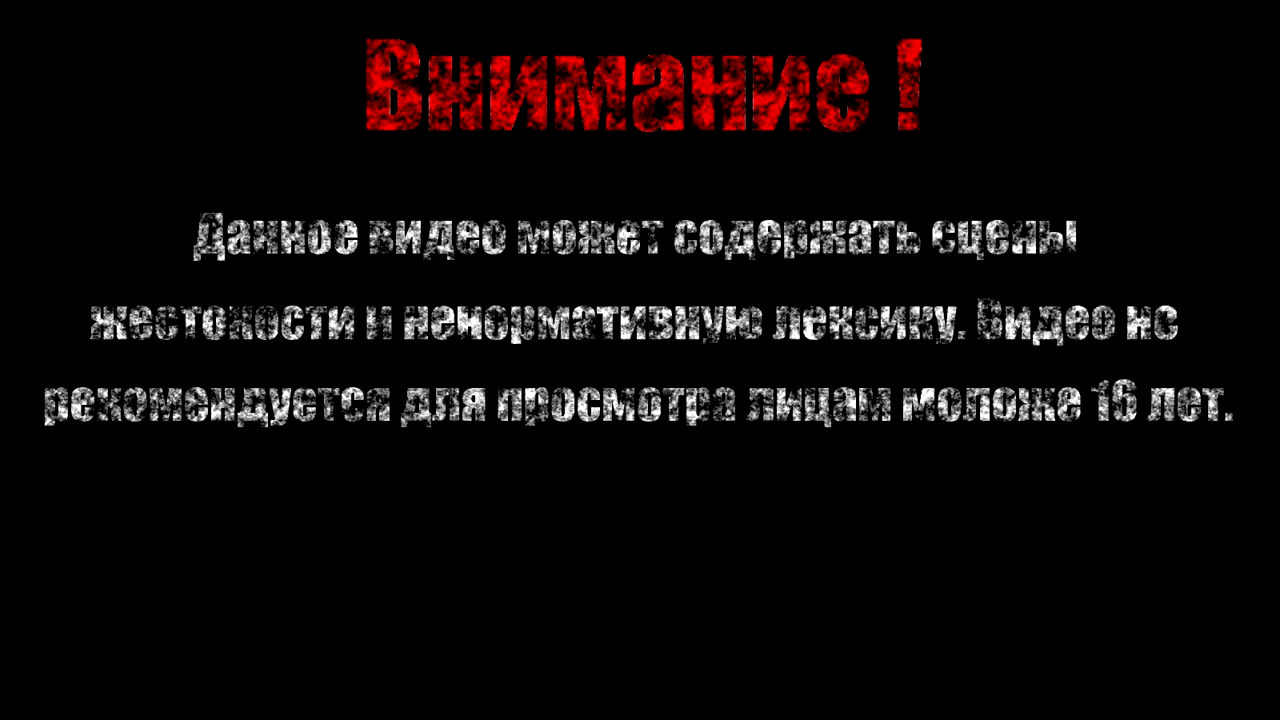 Внимание !
Данное видео может содержать сцены
жестокости и ненормативную лексику. Видео не
рекомендуется для просмотра лицам моложе 16 лет.